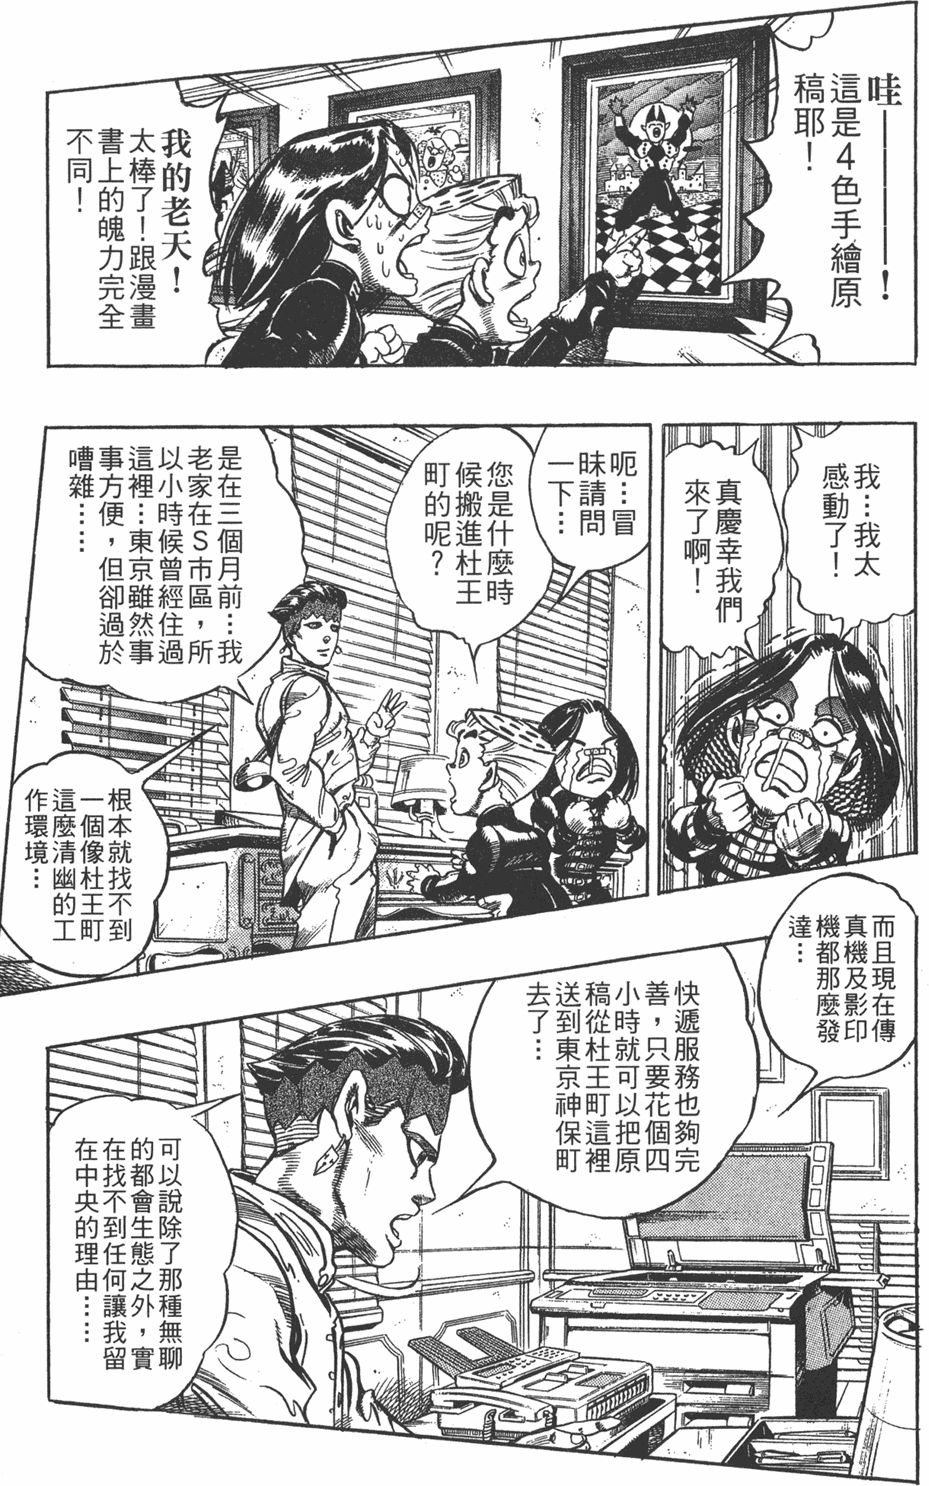 哇————！
這是４色手繪原
稿耶！
我的老天！
太棒了！跟漫畫
書上的魄力完全
不同！
我…我太
感動了！
真慶幸我們
來了啊！
呃…冒
昧請問
一下…
您是什麼時
候搬進杜王
町的呢？
是在三個月前…我
老家在Ｓ市區，所
以小時候曾經住過
這裡…東京雖然事
事方便，但卻過於
嘈雜……
根本就找不到
一個像杜王町
這麼清幽的工
作環境…
而且現在傳
真機及影印
機都那麼發
達…
快遞服務也夠完
善，只要花個四
小時就可以把原
稿從杜王町這裡
送到東京神保町
去了…
可以說除了那種無聊
的都會生態之外，實
在找不到任何讓我留
在中央的理由……